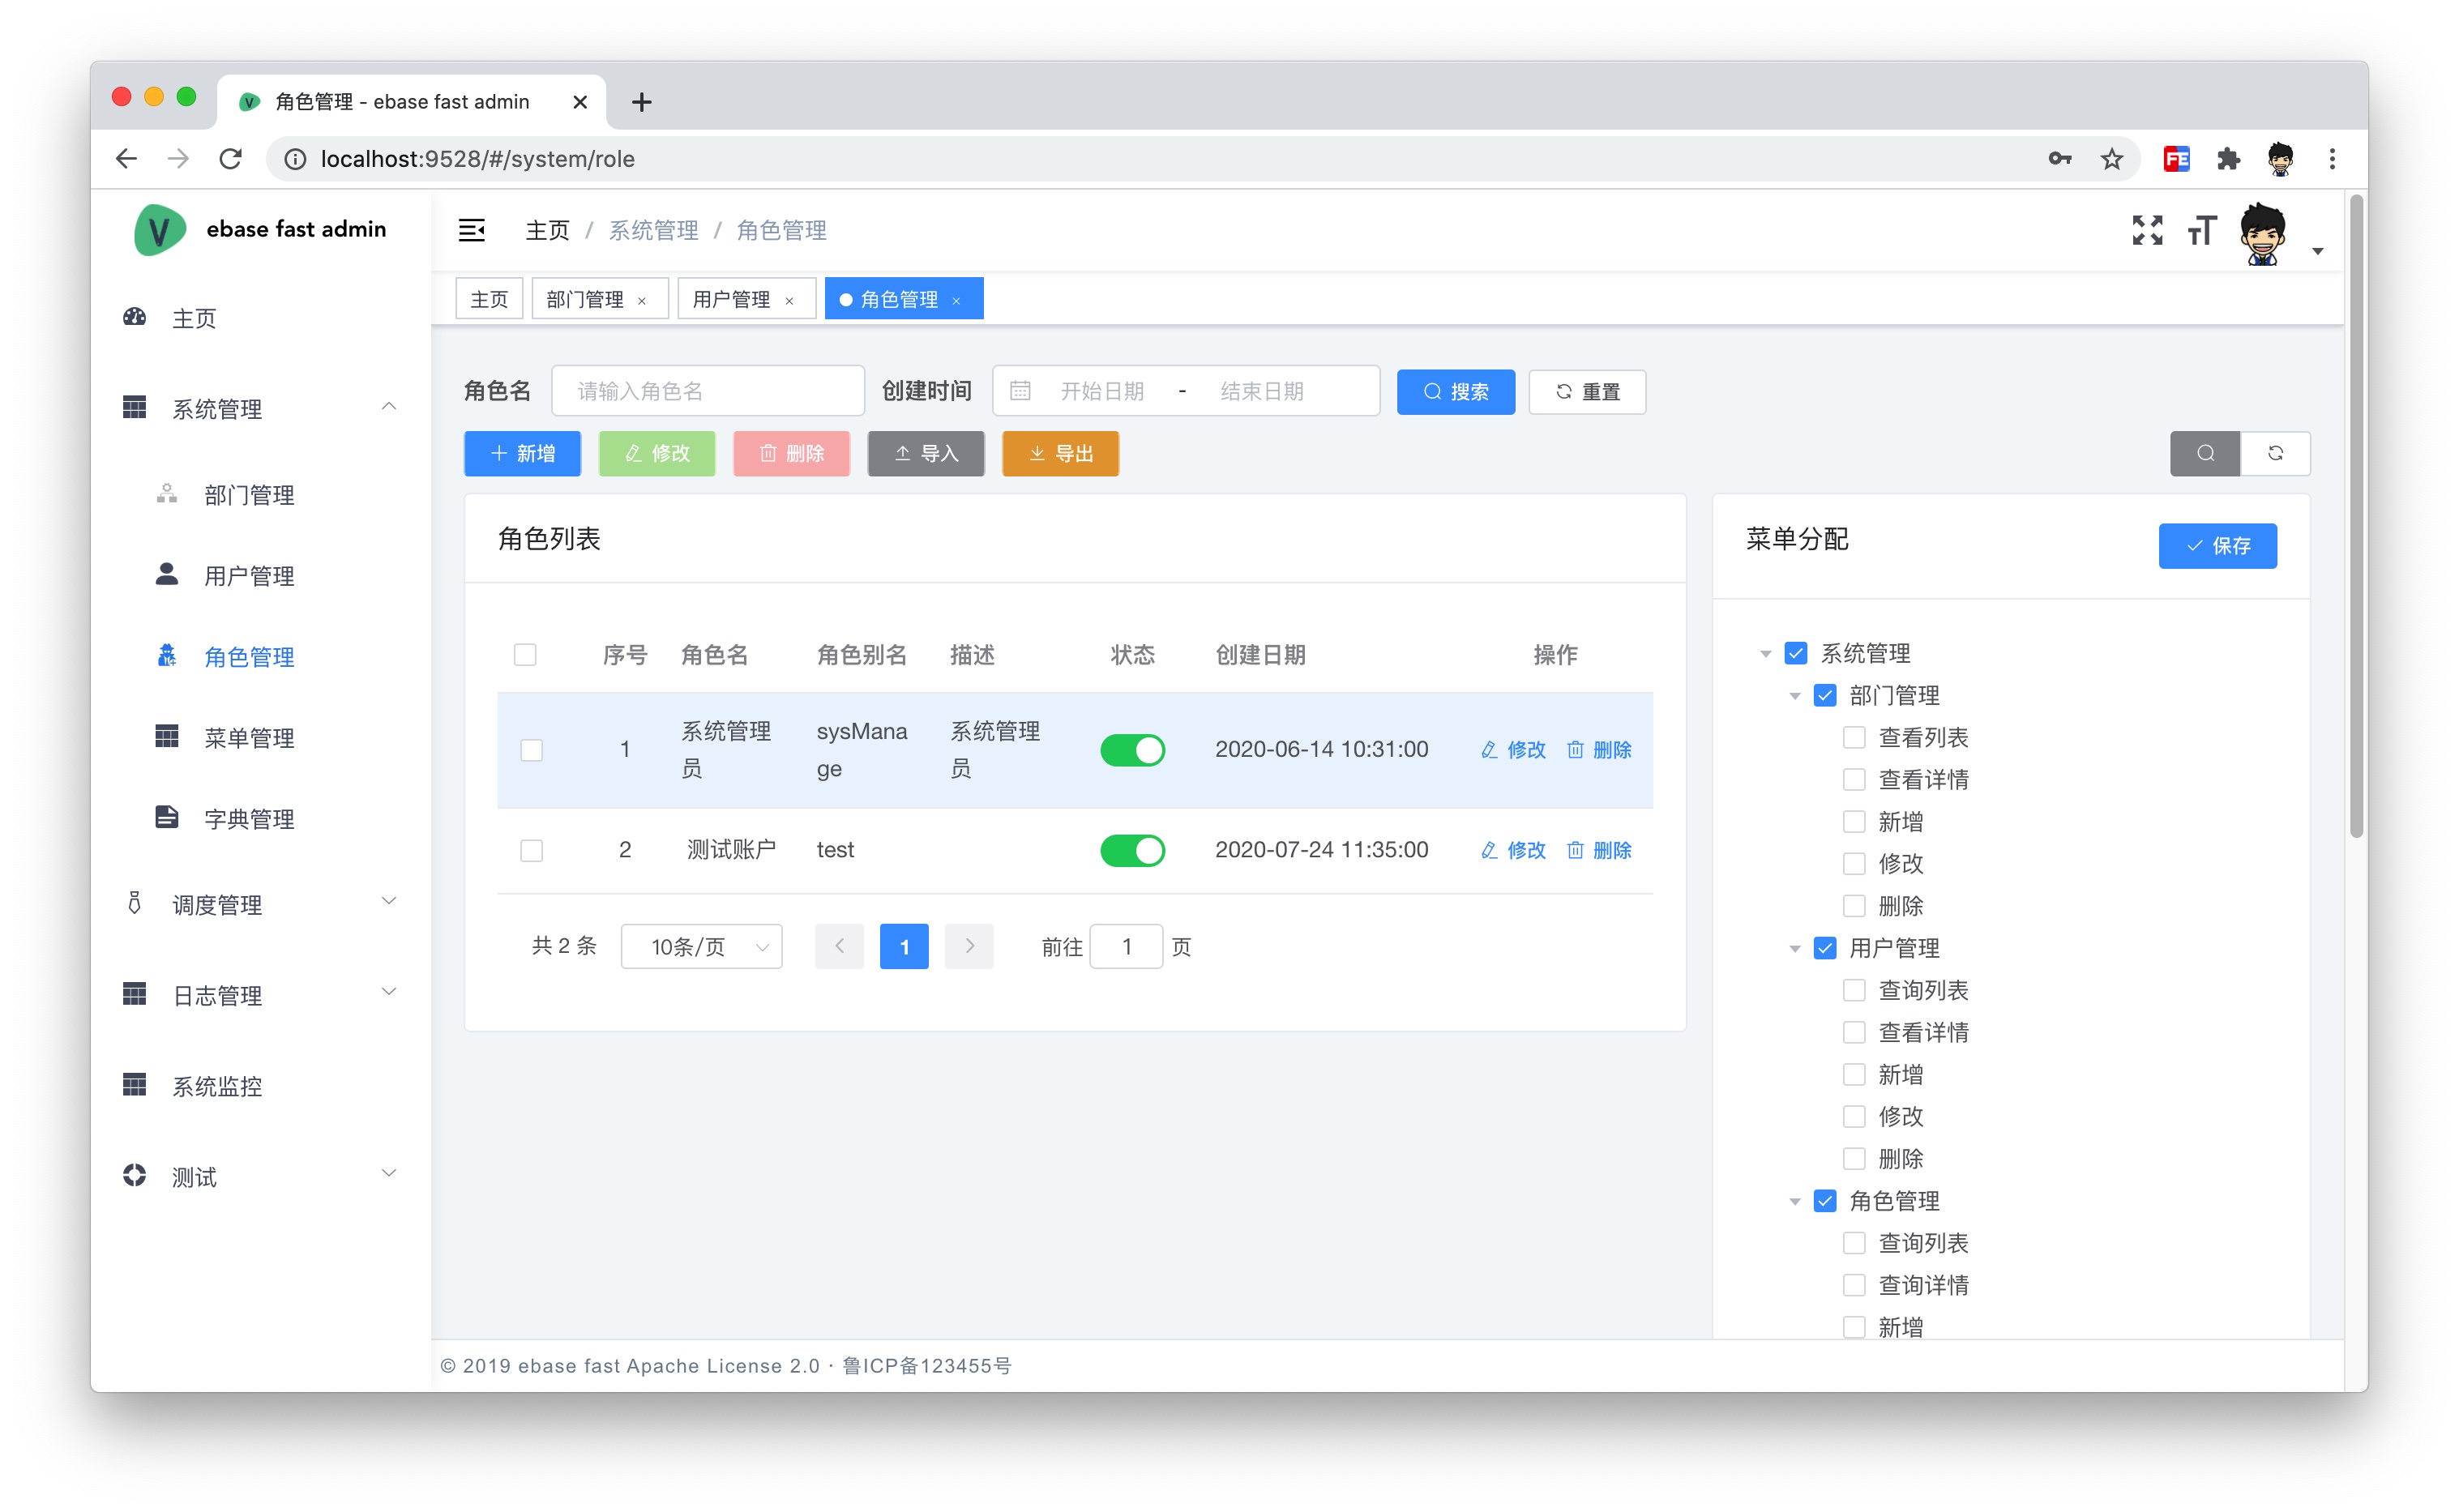 角色管理 - ebase fast admin
localhost:9528/#/system/role
FE
V ebase fast admin
主页 / 系统管理 / 角色管理
主页 部门管理 × 用户管理 × 角色管理 ×
主页
系统管理
部门管理
用户管理
角色管理
菜单管理
字典管理
调度管理
日志管理
系统监控
测试
角色名 请输入角色名 创建时间 开始日期 - 结束日期 搜索 重置
新增 修改 删除 导入 导出
角色列表
序号 角色名 角色别名 描述 状态 创建日期 操作
1 系统管理员 sysManage 系统管理员 2020-06-14 10:31:00 修改 删除
2 测试账户 test 2020-07-24 11:35:00 修改 删除
共 2 条 10条/页 1 前往 1 页
菜单分配 保存
系统管理
部门管理
查看列表
查看详情
新增
修改
删除
用户管理
查询列表
查看详情
新增
修改
删除
角色管理
查询列表
查询详情
新增
© 2019 ebase fast Apache License 2.0 · 鲁ICP备123455号